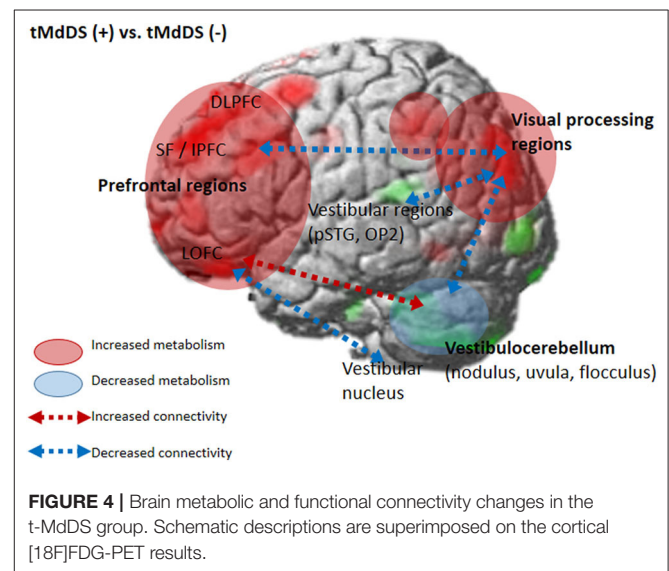 tMdDS (+) vs. tMdDS (-)
DLPFC
Visual processing
regions
SF / IPFC
Prefrontal regions
Vestibular regions
(pSTG, OP2)
LOFC
Vestibulocerebellum
(nodulus, uvula, flocculus)
Vestibular
nucleus
Increased metabolism
Decreased metabolism
Increased connectivity
Decreased connectivity
FIGURE 4 | Brain metabolic and functional connectivity changes in the
t-MdDS group. Schematic descriptions are superimposed on the cortical
[18F]FDG-PET results.